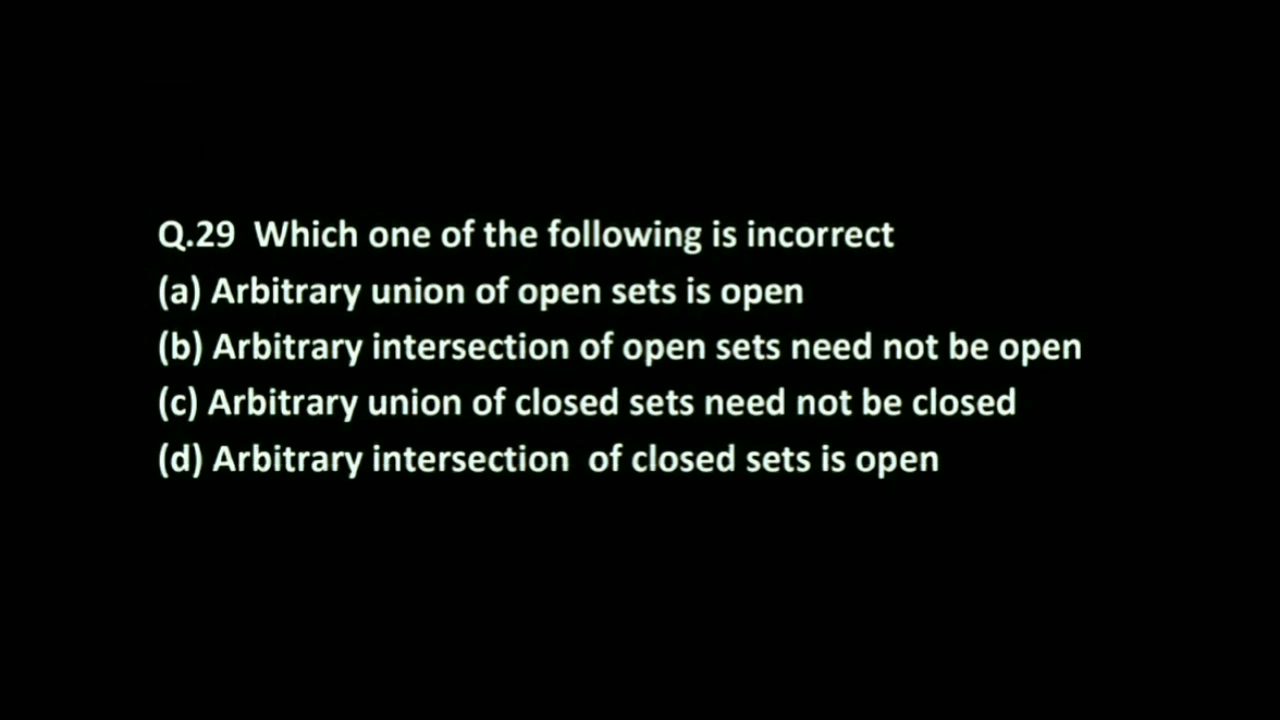 Q.29 Which one of the following is incorrect
(a) Arbitrary union of open sets is open
(b) Arbitrary intersection of open sets need not be open
(c) Arbitrary union of closed sets need not be closed
(d) Arbitrary intersection of closed sets is open